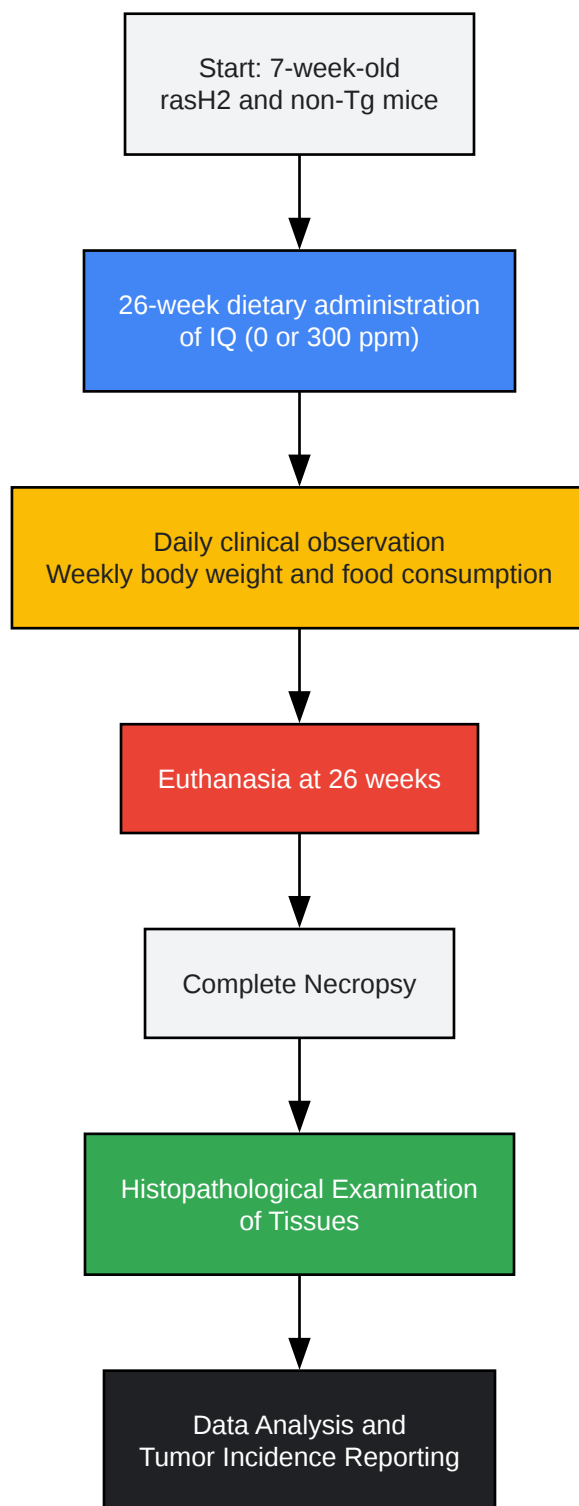 Start: 7-week-old
rasH2 and non-Tg mice
26-week dietary administration
of IQ (0 or 300 ppm)
Daily clinical observation
Weekly body weight and food consumption
Euthanasia at 26 weeks
Complete Necropsy
Histopathological Examination
of Tissues
Data Analysis and
Tumor Incidence Reporting